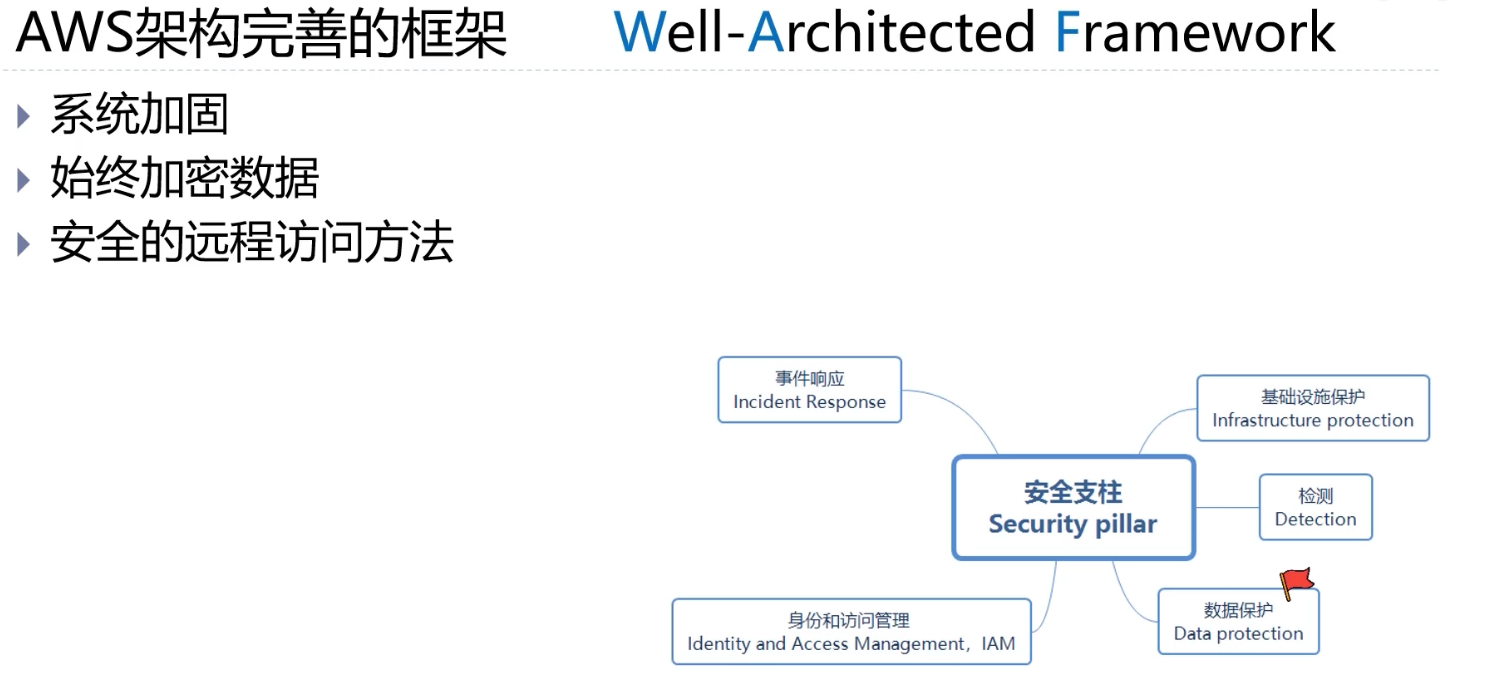 AWS架构完善的框架 Well-Architected Framework
系统加固
始终加密数据
安全的远程访问方法
事件响应
Incident Response
基础设施保护
Infrastructure protection
安全支柱
Security pillar
检测
Detection
身份和访问管理
Identity and Access Management，IAM
数据保护
Data protection